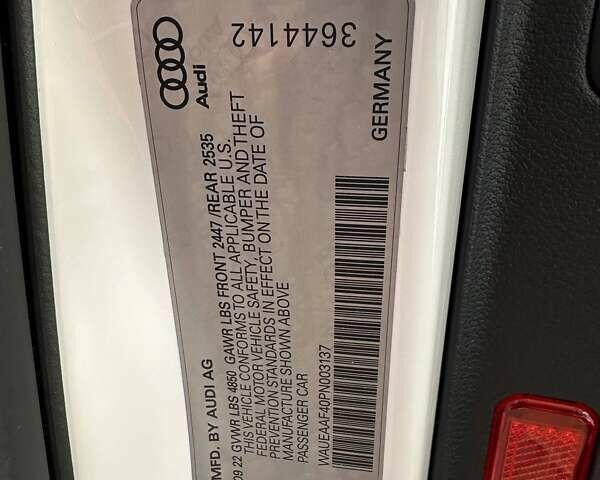 MFD. BY AUDI AG
09 22 GVWR LBS 4850 GAWR LBS FRONT 2447 /REAR 2535
THIS VEHICLE CONFORMS TO ALL APPLICABLE U.S.
FEDERAL MOTOR VEHICLE SAFETY, BUMPER AND THEFT
PREVENTION STANDARDS IN EFFECT ON THE DATE OF
MANUFACTURE SHOWN ABOVE
PASSENGER CAR
WAUEAAF40PN003137
Audi
GERMANY
3644142